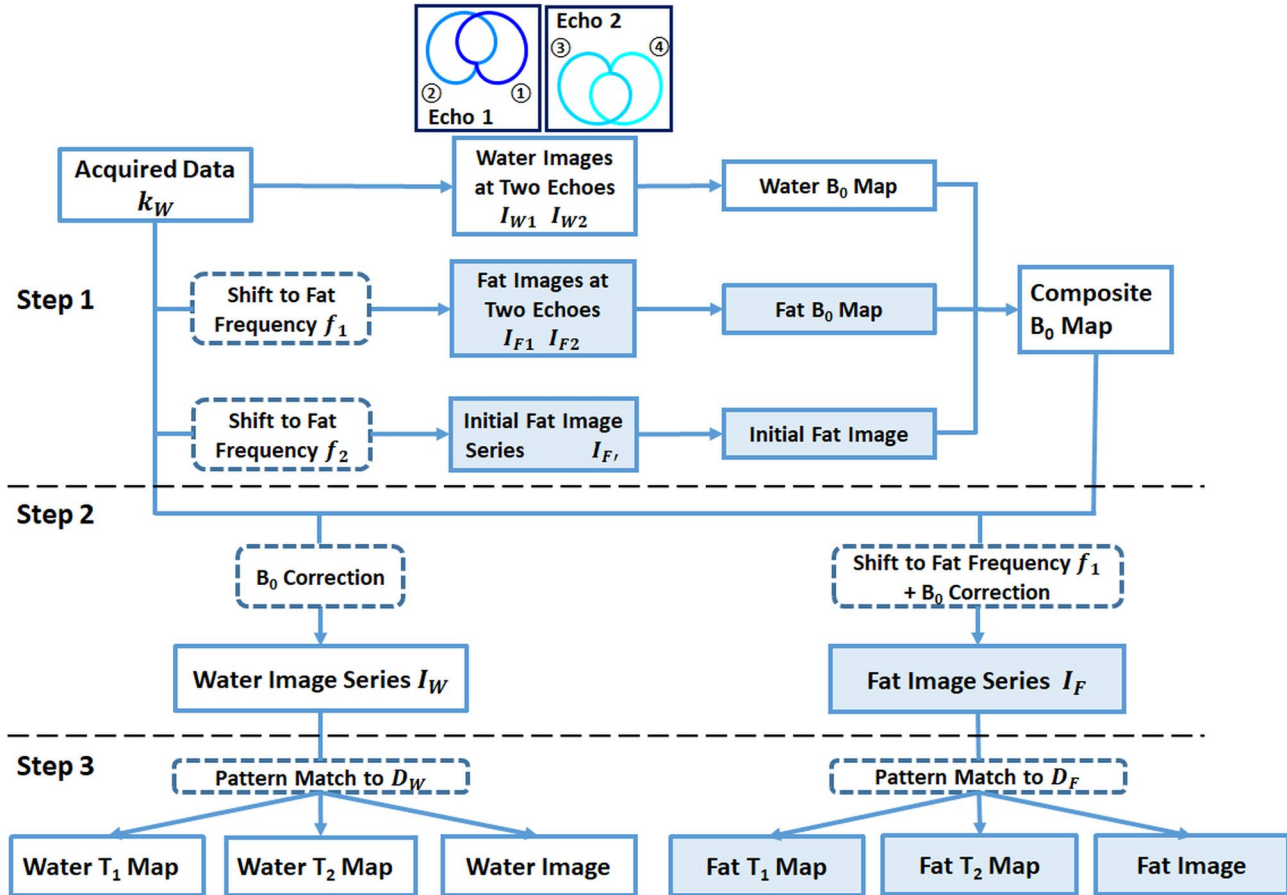 Echo 2
③ ④
② ①
Echo 1
Acquired Data
k_W
Water Images
at Two Echoes
I_W1 I_W2
Water B₀ Map
Step 1
Shift to Fat
Frequency f₁
Fat Images at
Two Echoes
I_F1 I_F2
Fat B₀ Map
Composite
B₀ Map
Shift to Fat
Frequency f₂
Initial Fat Image
Series I_F′
Initial Fat Image
Step 2
B₀ Correction
Shift to Fat Frequency f₁
+ B₀ Correction
Water Image Series I_W
Fat Image Series I_F
Step 3
Pattern Match to D_W
Pattern Match to D_F
Water T₁ Map
Water T₂ Map
Water Image
Fat T₁ Map
Fat T₂ Map
Fat Image